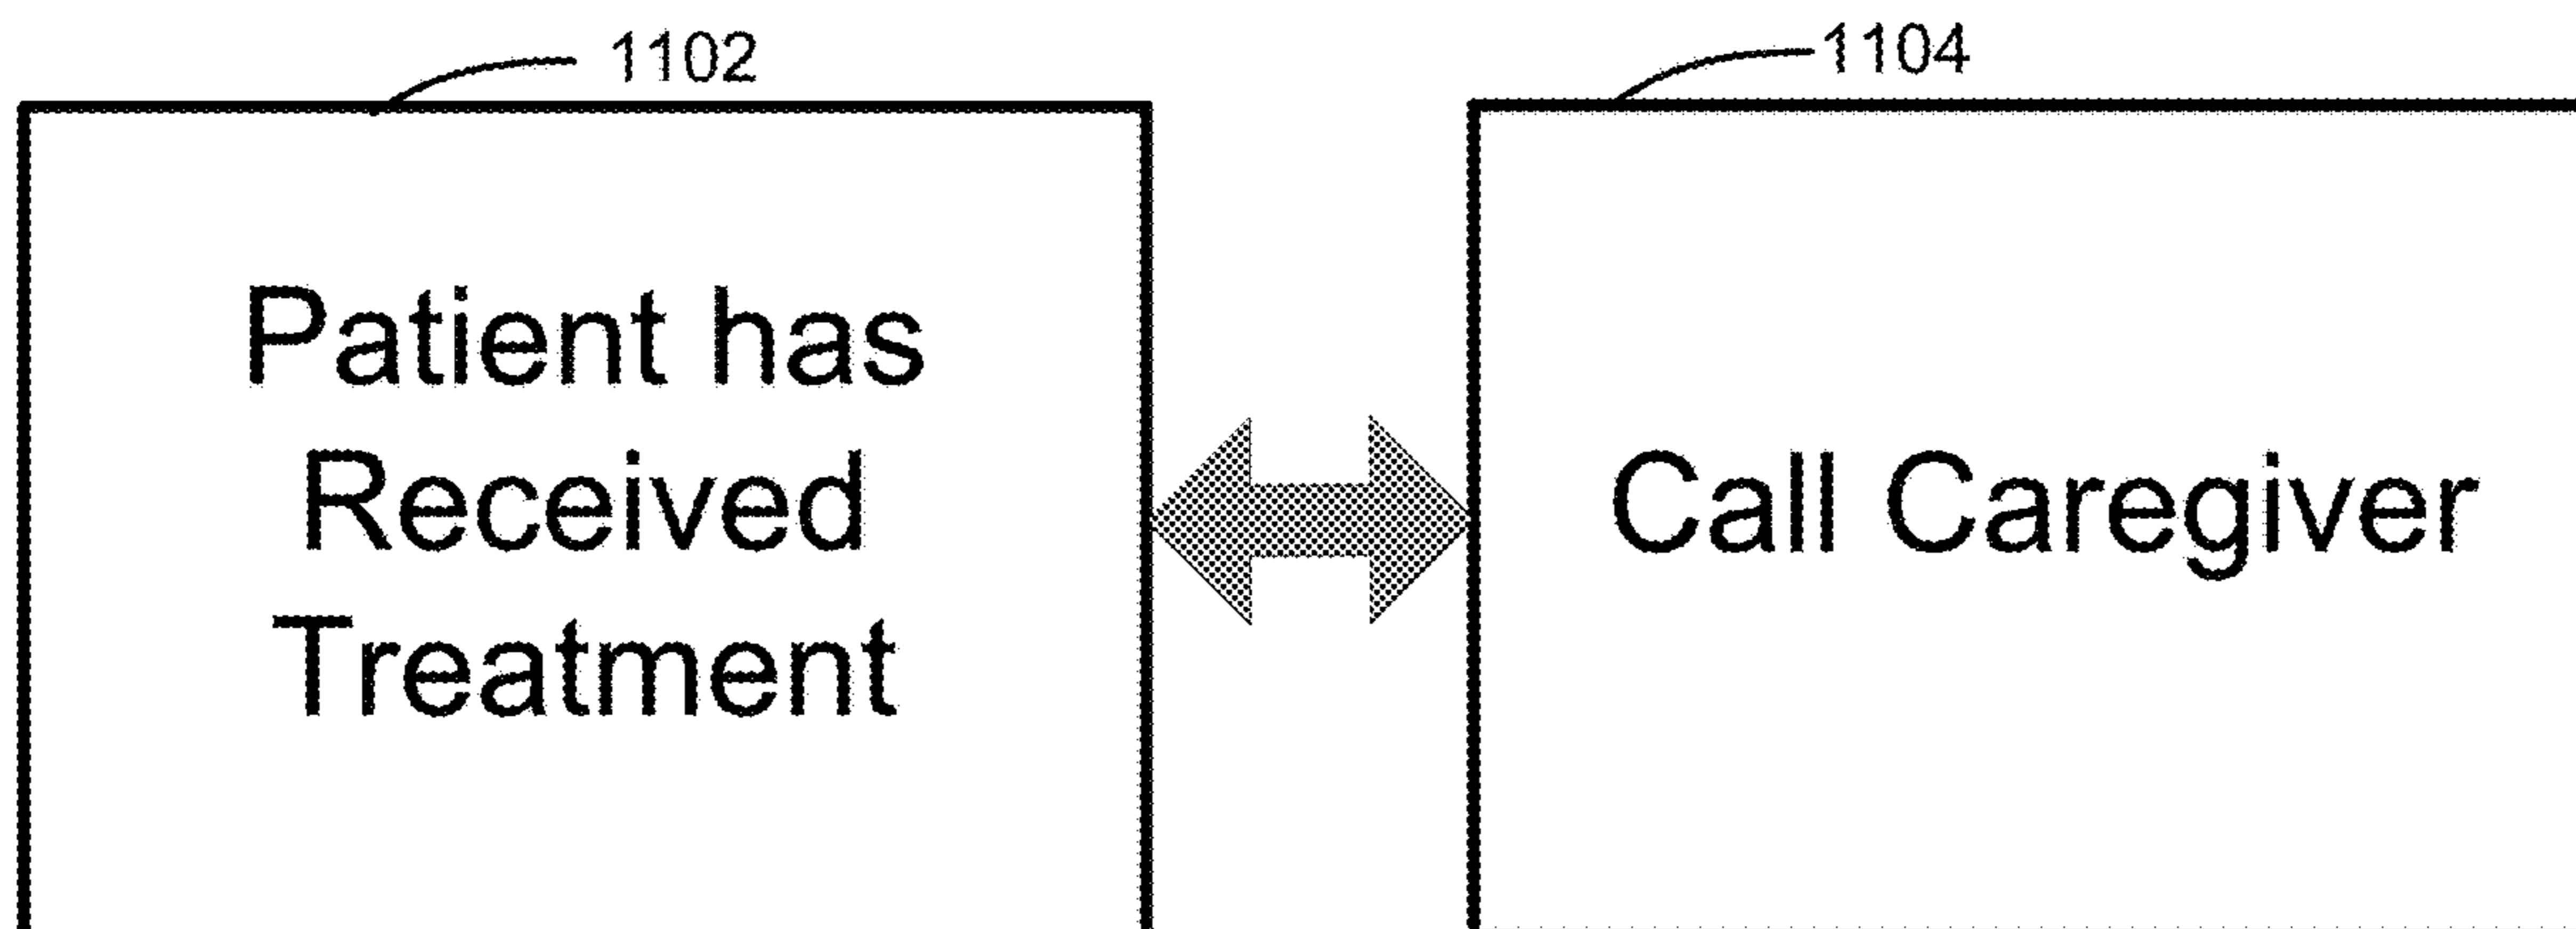 1102
1104
Patient has
Received
Treatment
Call Caregiver